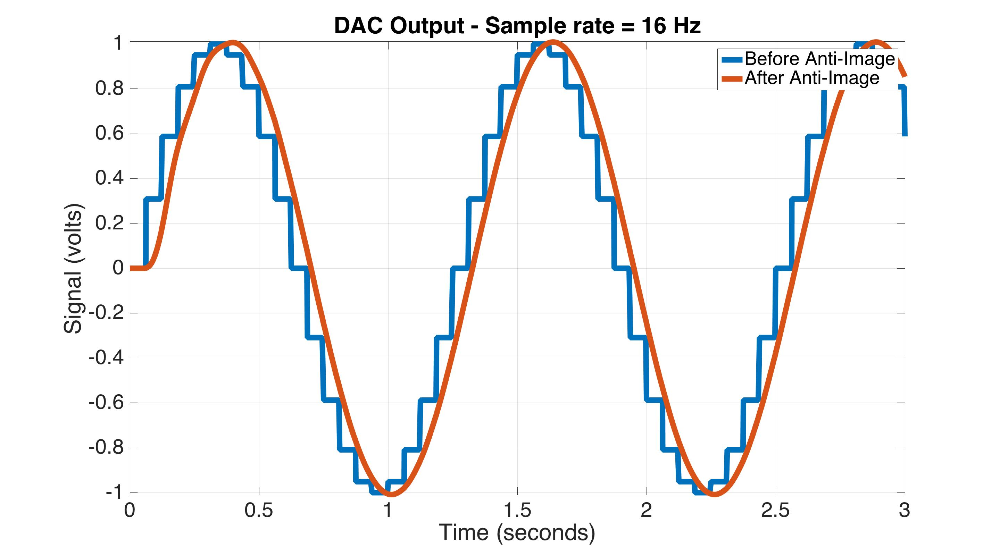 DAC Output - Sample rate = 16 Hz
1
0.8
0.6
0.4
0.2
0
-0.2
-0.4
-0.6
-0.8
-1
Signal (volts)
Before Anti-Image
After Anti-Image
0 0.5 1 1.5 2 2.5 3
Time (seconds)